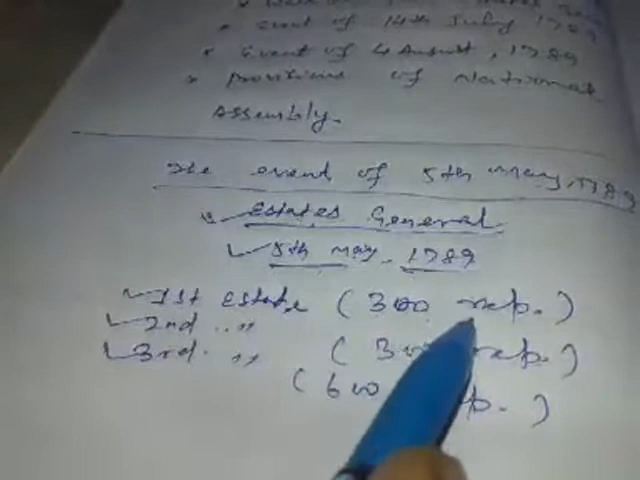 • Event of 14th July 1789
• Event of 4 August, 1789
• provisions of National
Assembly.
The event of 5th May, 1789
Estates General
5th May, 1789
1st Estate (300 rep.)
2nd " (300 rep.)
3rd " (600 rep.)